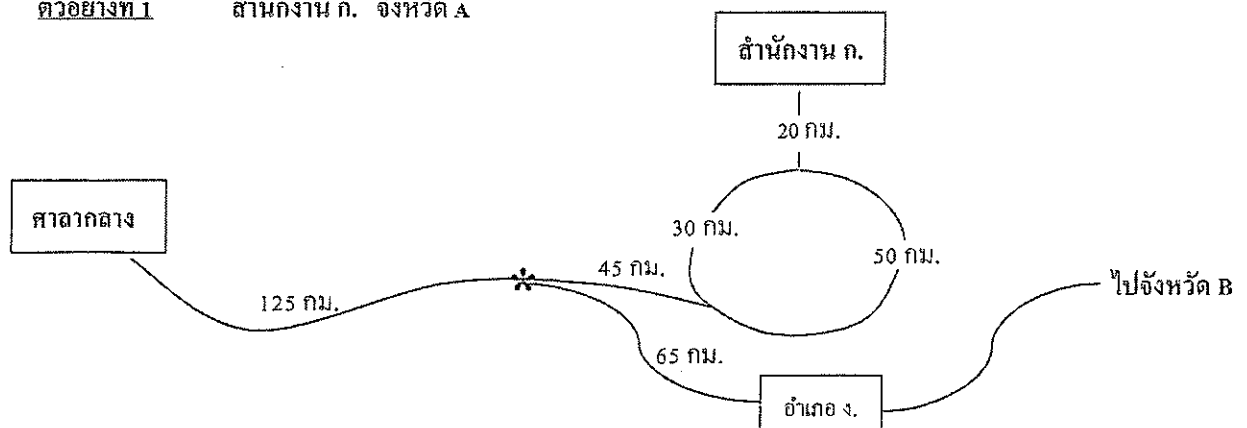 ตัวอย่างที่ 1 สำนักงาน ก. จังหวัด A
สำนักงาน ก.
20 กม.
ศาลากลาง
30 กม.
50 กม.
45 กม.
ไปจังหวัด B
125 กม.
65 กม.
อำเภอ ง.